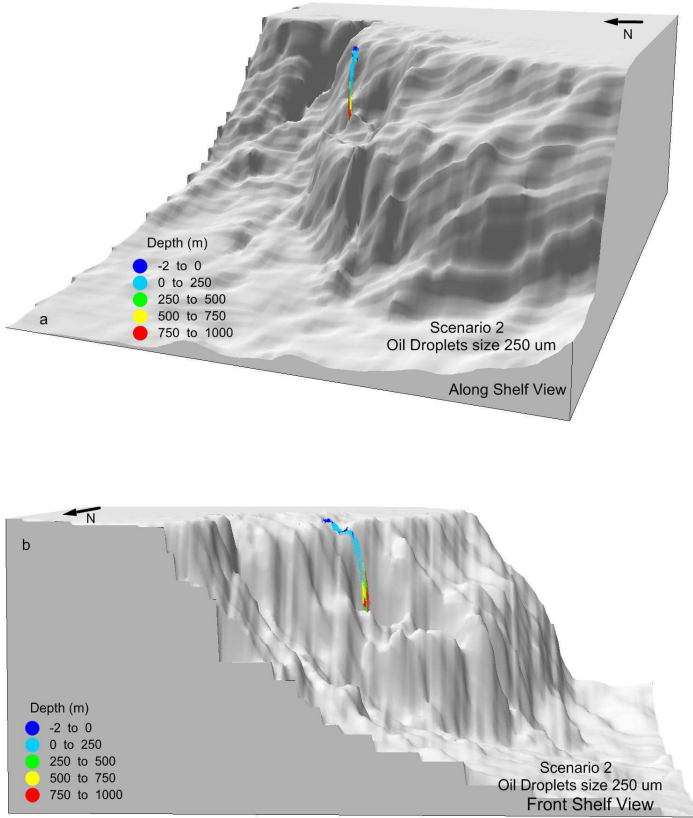 N
Depth (m)
-2 to 0
0 to 250
250 to 500
500 to 750
750 to 1000
a
Scenario 2
Oil Droplets size 250 um
Along Shelf View
N
b
Depth (m)
-2 to 0
0 to 250
250 to 500
500 to 750
750 to 1000
Scenario 2
Oil Droplets size 250 um
Front Shelf View